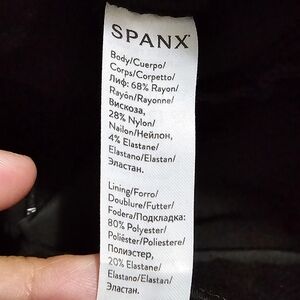 SPANX
Body/Cuerpo/
Corps/Corpetto/
Лиф: 68% Rayon/
Rayón/Rayonne/
Вискоза,
28% Nylon/
Nailon/Нейлон,
4% Elastane/
Elastano/Elastan/
Эластан.
Lining/Forro/
Doublure/Futter/
Fodera/Подкладка:
80% Polyester/
Poliéster/Poliestere/
Полиэстер,
20% Elastane/
Elastano/Elastan/
Эластан.